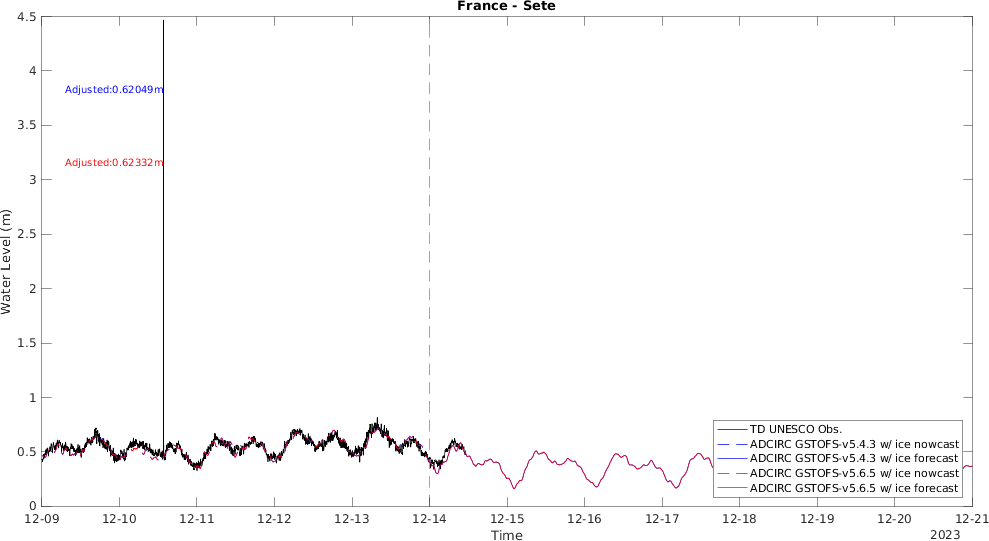 France - Sete
4.5
4
3.5
3
2.5
2
1.5
1
0.5
0
Water Level (m)
Adjusted:0.62049m
Adjusted:0.62332m
TD UNESCO Obs.
ADCIRC GSTOFS-v5.4.3 w/ ice nowcast
ADCIRC GSTOFS-v5.4.3 w/ ice forecast
ADCIRC GSTOFS-v5.6.5 w/ ice nowcast
ADCIRC GSTOFS-v5.6.5 w/ ice forecast
12-09 12-10 12-11 12-12 12-13 12-14 12-15 12-16 12-17 12-18 12-19 12-20 12-21
Time
2023